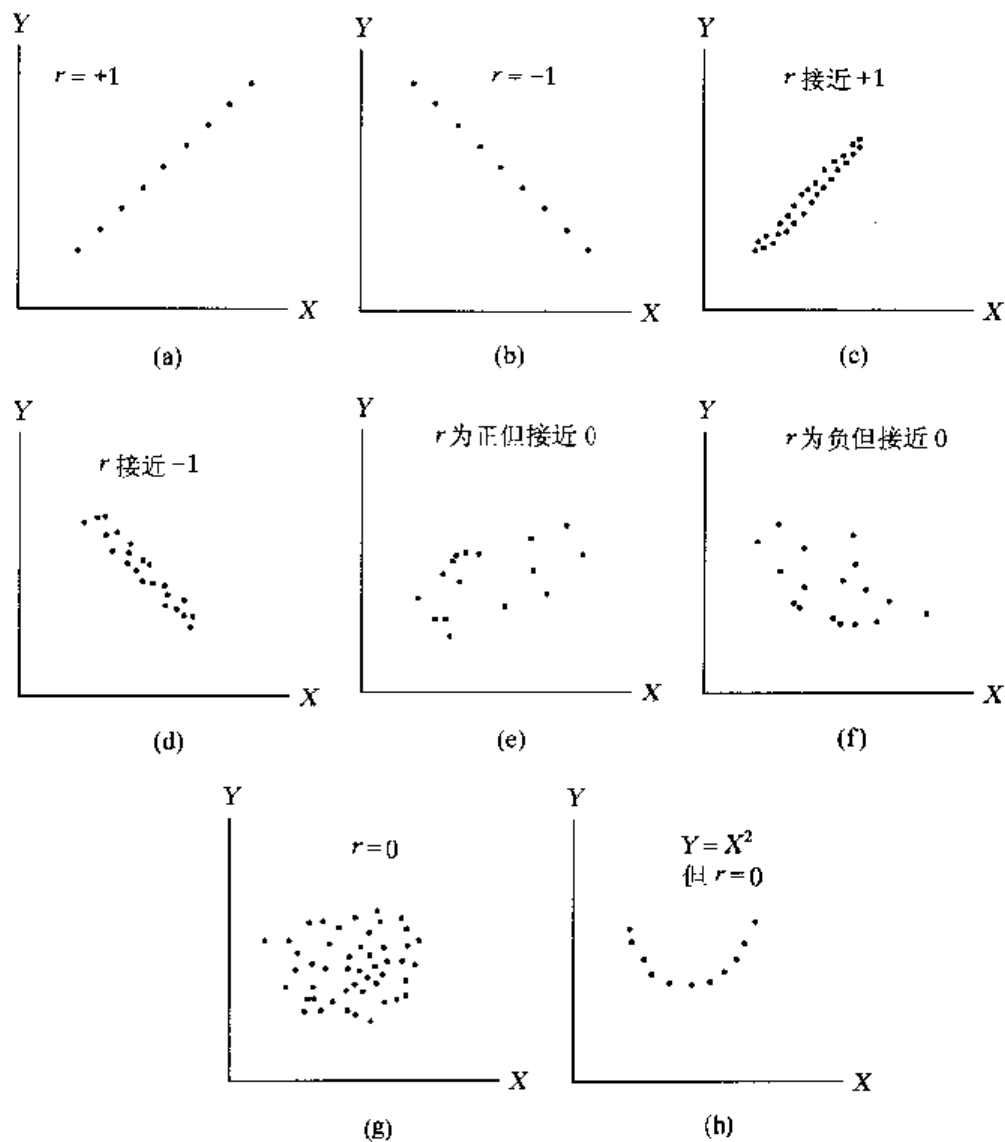 Y
r = +1
X
(a)
Y
r = −1
X
(b)
Y
r 接近 +1
X
(c)
Y
r 接近 −1
X
(d)
Y
r 为正但接近 0
X
(e)
Y
r 为负但接近 0
X
(f)
Y
r = 0
X
(g)
Y
Y = X²
但 r = 0
X
(h)